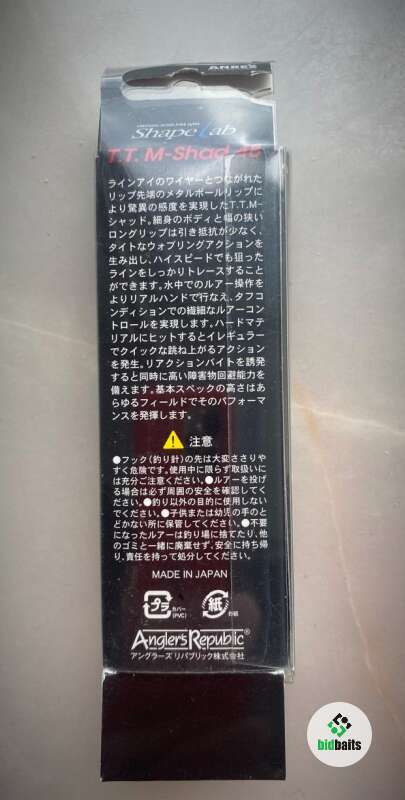 Shape Lab
T.T. M-Shad
ラインアイのワイヤーとつながれた
リップ先端のメタルボールリップに
より驚異の感度を実現したT.T.M-
シャッド。細身のボディと幅の狭い
ロングリップは引き抵抗が少なく、
タイトなウォブリングアクションを
生み出し、ハイスピードでも狙った
ラインをしっかりトレースすること
ができます。水中でのルアー操作を
よりリアルハンドで行なえ、タフコ
ンディションでの繊細なルアーコン
トロールを実現します。ハードマテ
リアルにヒットするとイレギュラー
でクイックな跳ね上がるアクション
を発生。リアクションバイトを誘発
すると同時に高い障害物回避能力を
備えます。基本スペックの高さはあ
らゆるフィールドでそのパフォーマ
ンスを発揮します。
注意
●フック(釣り針)の先は大変ささりや
すく危険です。使用中に限らず取扱いに
は充分ご注意ください。●ルアーを投げ
る場合は必ず周囲の安全を確認してく
ださい。●釣り以外の目的に使用しない
でください。●子供または幼児の手のと
どかない所に保管してください。●不要
になったルアーは釣り場に捨てたり、他
のゴミと一緒に廃棄せず、安全に持ち帰
り、責任を持って処分してください。
MADE IN JAPAN
プラ カバー (PVC) 紙 台紙
Angler's Republic®
アングラーズ リパブリック株式会社
bidbaits